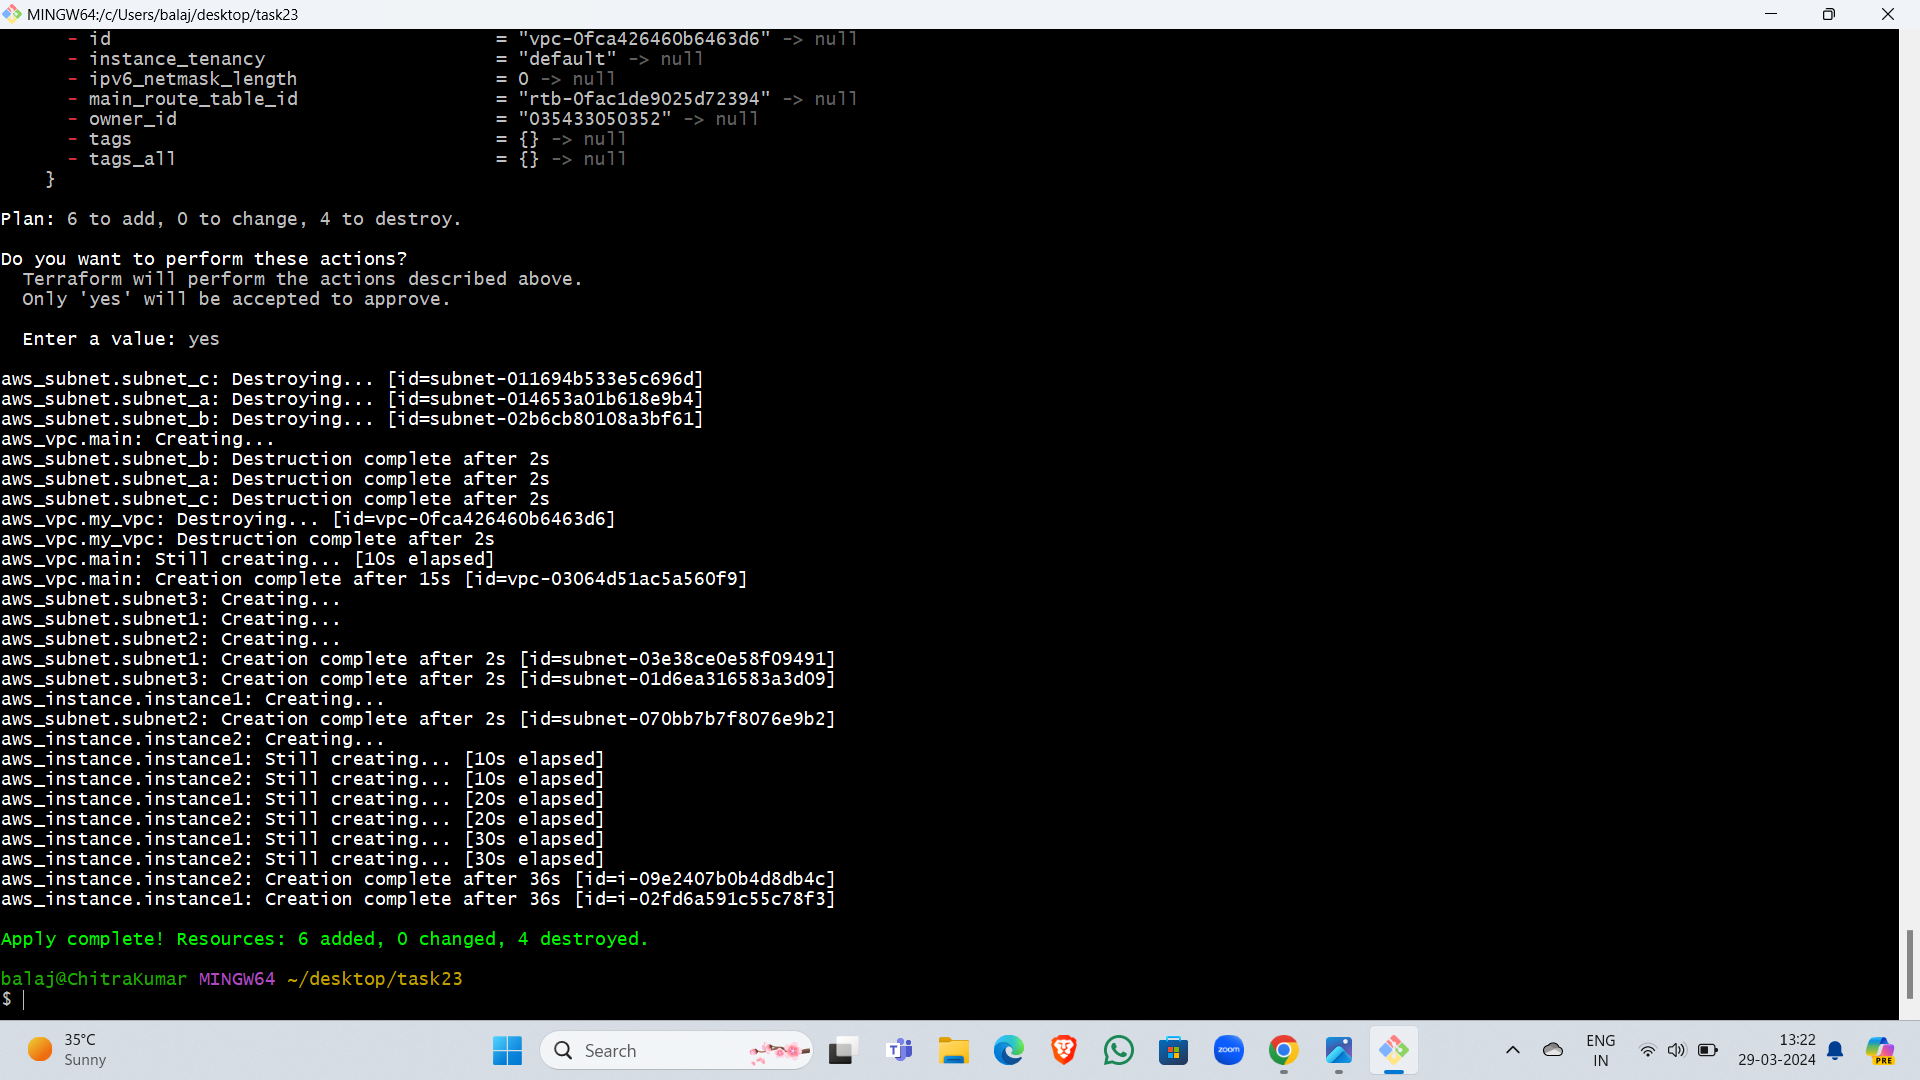 MINGW64:/c/Users/balaj/desktop/task23
- id = "vpc-0fca426460b6463d6" -> null
- instance_tenancy = "default" -> null
- ipv6_netmask_length = 0 -> null
- main_route_table_id = "rtb-0fac1de9025d72394" -> null
- owner_id = "035433050352" -> null
- tags = {} -> null
- tags_all = {} -> null
}
Plan: 6 to add, 0 to change, 4 to destroy.
Do you want to perform these actions?
Terraform will perform the actions described above.
Only 'yes' will be accepted to approve.
Enter a value: yes
aws_subnet.subnet_c: Destroying... [id=subnet-011694b533e5c696d]
aws_subnet.subnet_a: Destroying... [id=subnet-014653a01b618e9b4]
aws_subnet.subnet_b: Destroying... [id=subnet-02b6cb80108a3bf61]
aws_vpc.main: Creating...
aws_subnet.subnet_b: Destruction complete after 2s
aws_subnet.subnet_a: Destruction complete after 2s
aws_subnet.subnet_c: Destruction complete after 2s
aws_vpc.my_vpc: Destroying... [id=vpc-0fca426460b6463d6]
aws_vpc.my_vpc: Destruction complete after 2s
aws_vpc.main: Still creating... [10s elapsed]
aws_vpc.main: Creation complete after 15s [id=vpc-03064d51ac5a560f9]
aws_subnet.subnet3: Creating...
aws_subnet.subnet1: Creating...
aws_subnet.subnet2: Creating...
aws_subnet.subnet1: Creation complete after 2s [id=subnet-03e38ce0e58f09491]
aws_subnet.subnet3: Creation complete after 2s [id=subnet-01d6ea316583a3d09]
aws_instance.instance1: Creating...
aws_subnet.subnet2: Creation complete after 2s [id=subnet-070bb7b7f8076e9b2]
aws_instance.instance2: Creating...
aws_instance.instance1: Still creating... [10s elapsed]
aws_instance.instance2: Still creating... [10s elapsed]
aws_instance.instance1: Still creating... [20s elapsed]
aws_instance.instance2: Still creating... [20s elapsed]
aws_instance.instance1: Still creating... [30s elapsed]
aws_instance.instance2: Still creating... [30s elapsed]
aws_instance.instance2: Creation complete after 36s [id=i-09e2407b0b4d8db4c]
aws_instance.instance1: Creation complete after 36s [id=i-02fd6a591c55c78f3]
Apply complete! Resources: 6 added, 0 changed, 4 destroyed.
balaj@ChitraKumar MINGW64 ~/desktop/task23
$
35°C
Sunny
Search
zoom
ENG
IN
13:22
29-03-2024
PRE